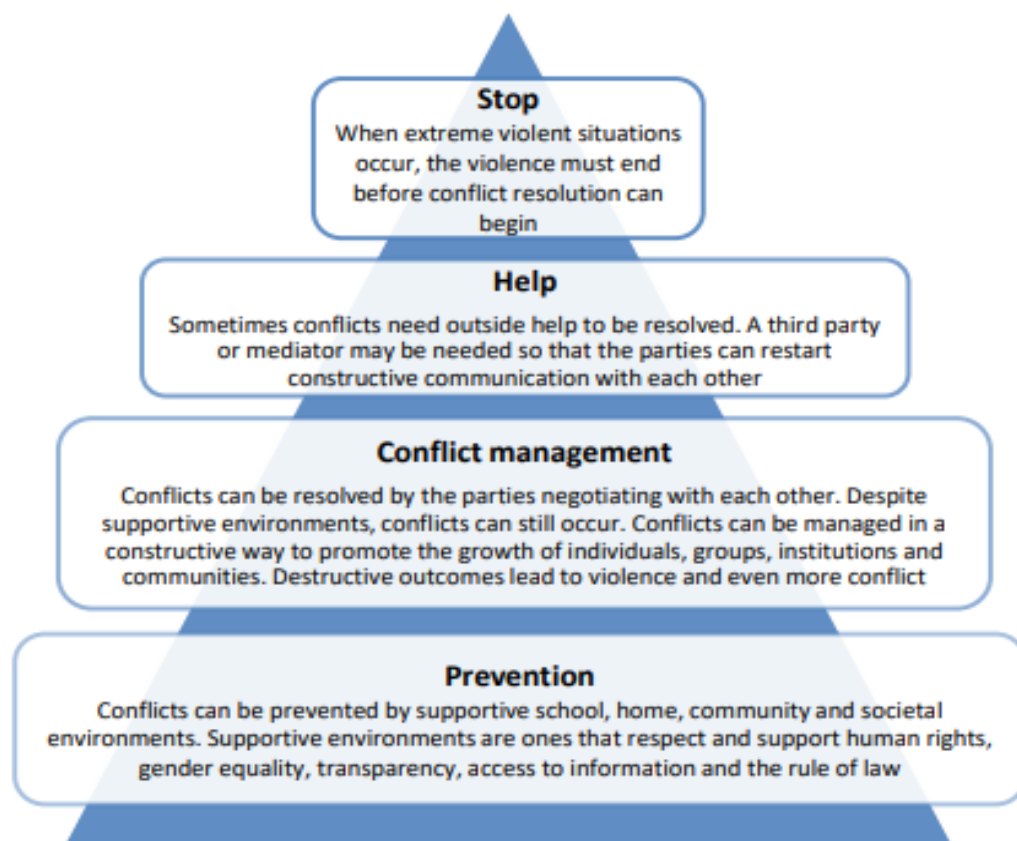 Stop
When extreme violent situations
occur, the violence must end
before conflict resolution can
begin
Help
Sometimes conflicts need outside help to be resolved. A third party
or mediator may be needed so that the parties can restart
constructive communication with each other
Conflict management
Conflicts can be resolved by the parties negotiating with each other. Despite
supportive environments, conflicts can still occur. Conflicts can be managed in a
constructive way to promote the growth of individuals, groups, institutions and
communities. Destructive outcomes lead to violence and even more conflict
Prevention
Conflicts can be prevented by supportive school, home, community and societal
environments. Supportive environments are ones that respect and support human rights,
gender equality, transparency, access to information and the rule of law